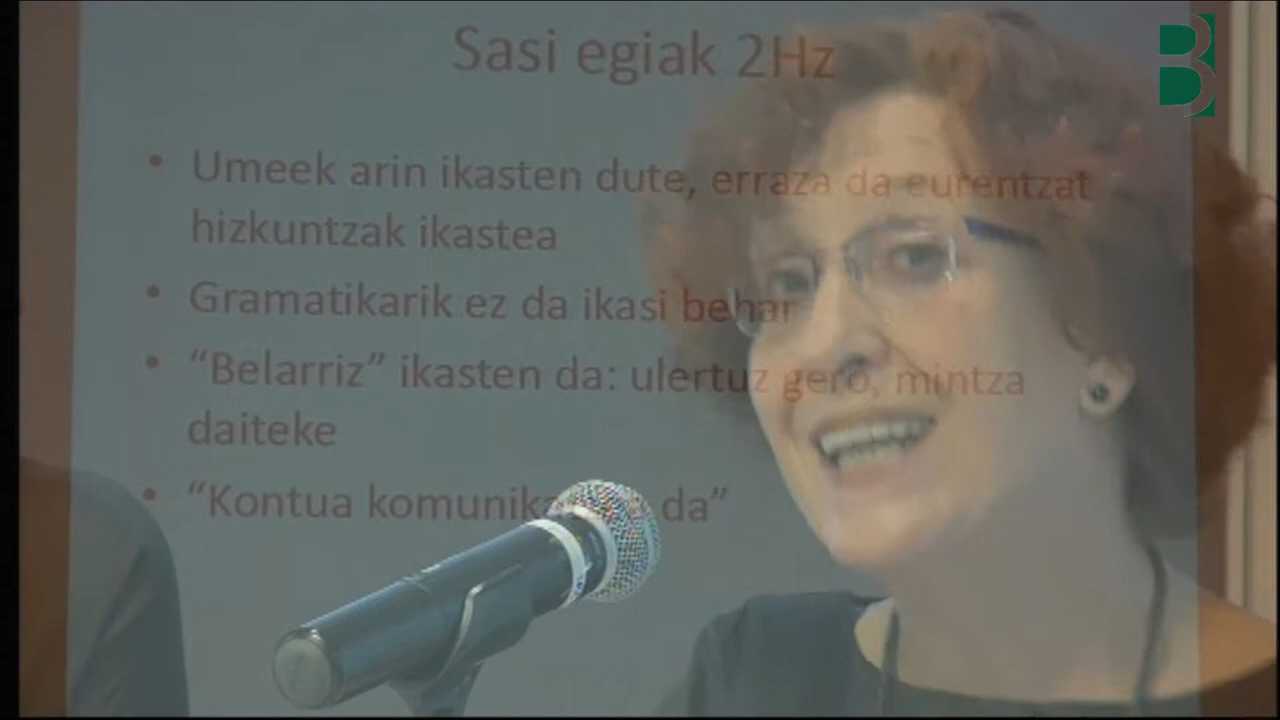 Sasi egiak 2Hz
• Umeek arin ikasten dute, erraza da eurentzat
hizkuntzak ikastea
• Gramatikarik ez da ikasi behar
• “Belarriz” ikasten da: ulertuz gero, mintza
daiteke
• “Kontua da”
B